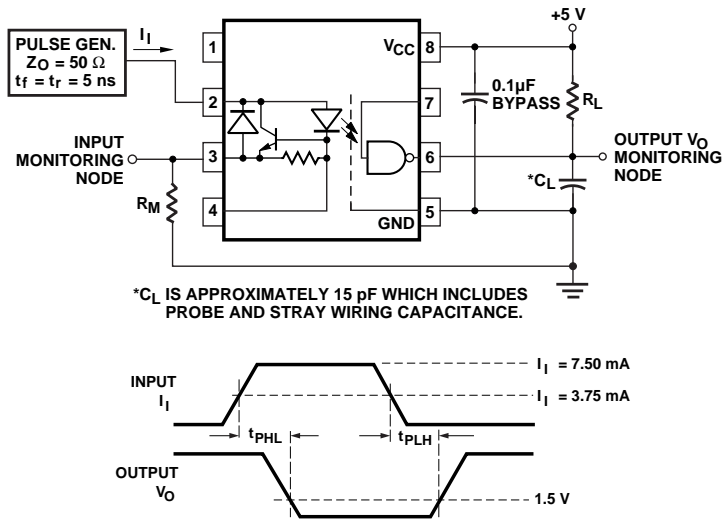 +5 V
PULSE GEN.
ZO = 50 Ω
tf = tr = 5 ns
II
1
VCC 8
2
7
0.1µF
BYPASS
RL
INPUT
MONITORING
NODE
3
6
OUTPUT VO
MONITORING
NODE
*CL
RM
4
GND
5
*CL IS APPROXIMATELY 15 pF WHICH INCLUDES
PROBE AND STRAY WIRING CAPACITANCE.
INPUT
II
II = 7.50 mA
II = 3.75 mA
tPHL
tPLH
OUTPUT
VO
1.5 V